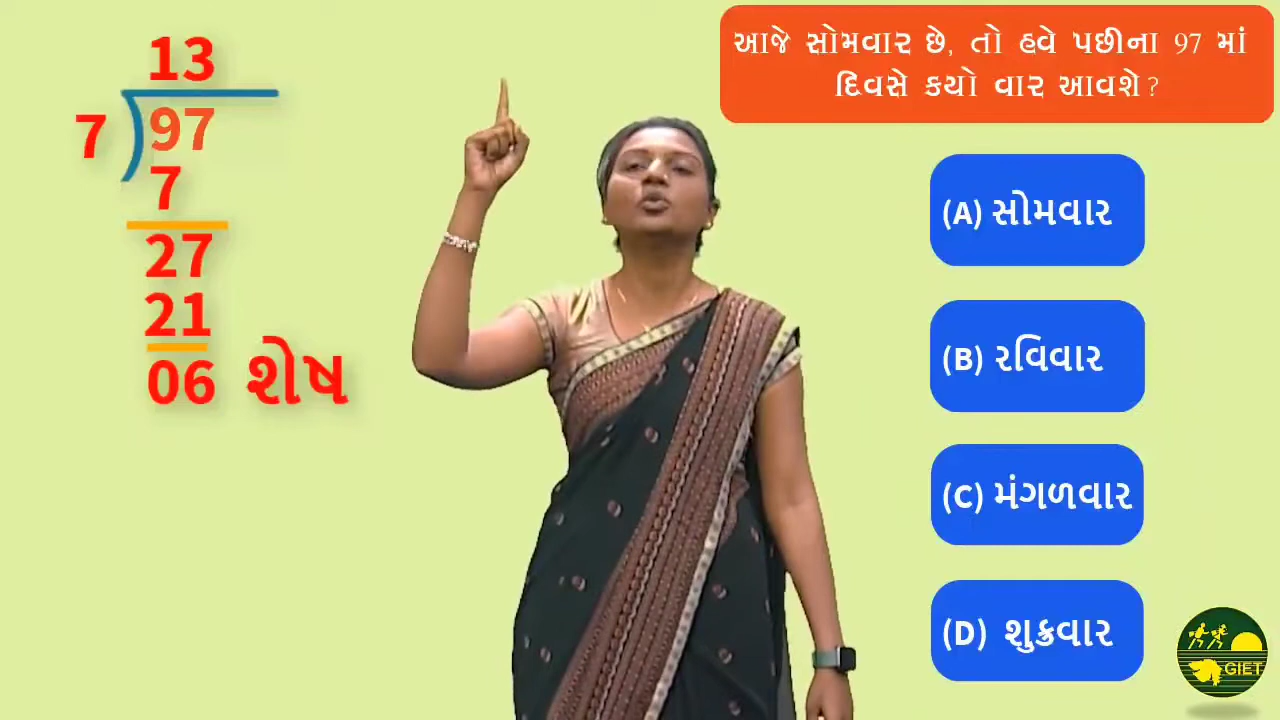 13
7 97
7
27
21
06 શેષ
આજે સોમવાર છે, તો હવે પછીના 97 માં
દિવસે કયો વાર આવશે ?
(A) સોમવાર
(B) રવિવાર
(C) મંગળવાર
(D) શુક્રવાર
GIET